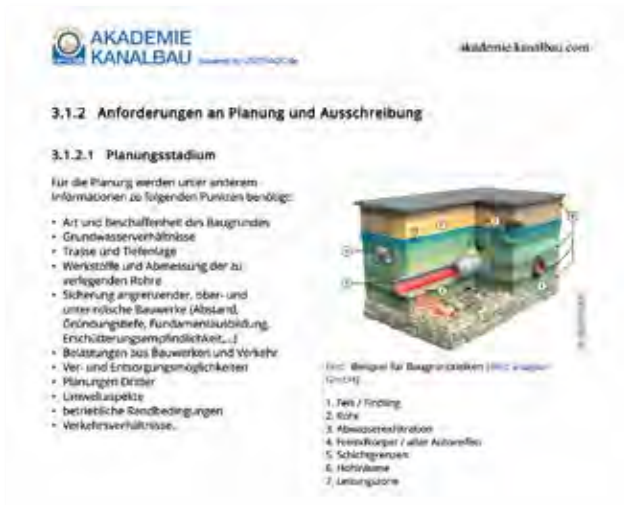 AKADEMIE
KANALBAU
akademie-kanalbau.com
3.1.2 Anforderungen an Planung und Ausschreibung
3.1.2.1 Planungsstadium
Für die Planung werden unter anderem
Informationen zu folgenden Punkten benötigt:
• Art und Beschaffenheit des Baugrundes
• Grundwasserverhältnisse
• Trasse und Tiefenlage
• Werkstoffe und Abmessung der zu
verlegenden Rohre
• Sicherung angrenzender, ober- und
unterirdische Bauwerke (Abstand,
Gründungstiefe, Fundamentausbildung,
Erschütterungsempfindlichkeit,...)
• Belastungen aus Bauwerken und Verkehr
• Ver- und Entsorgungsmöglichkeiten
• Planungen Dritter
• Umweltaspekte
• betriebliche Randbedingungen
• Verkehrsverhältnisse.
Beispiel für Baugrundrisiken
GmbH]
1. Fels / Findling
2. Rohr
3. Abwasserexfiltration
4. Fremdkörper / alter Autoreifen
5. Schichtgrenzen
6. Hohlräume
7. Leitungszone